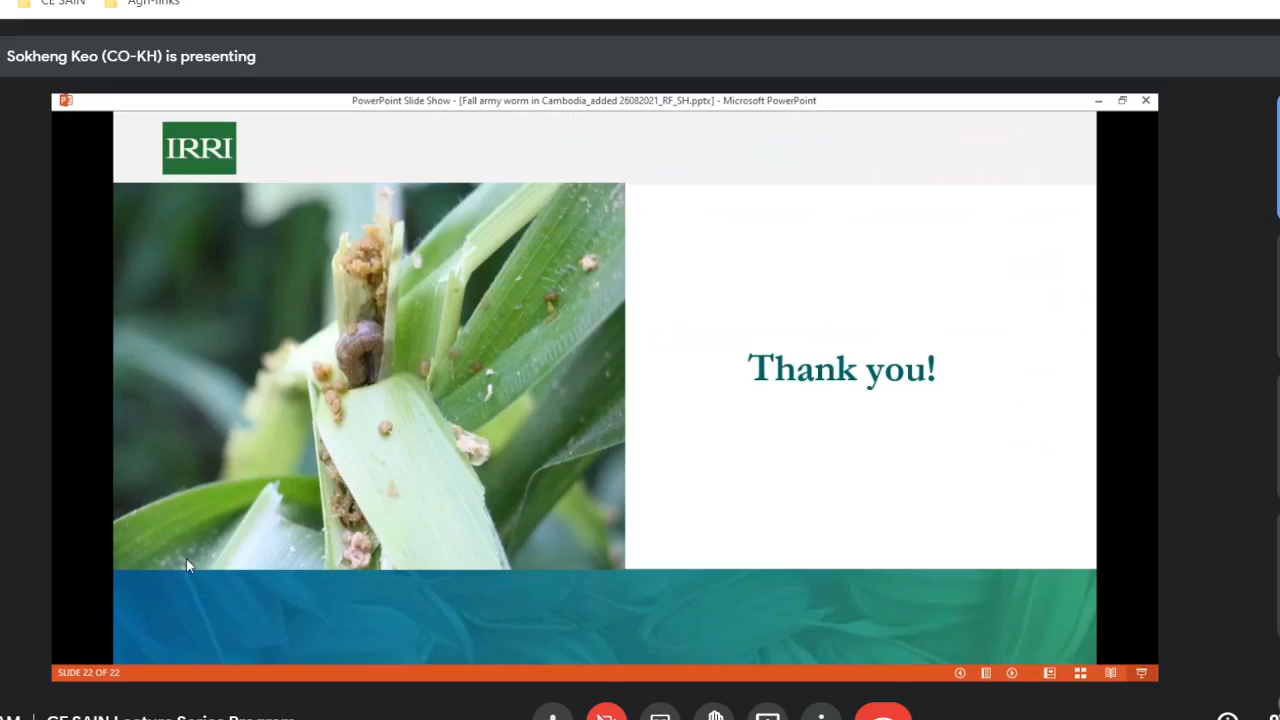 CE SAIN
Agri-links
Sokheng Keo (CO-KH) is presenting
PowerPoint Slide Show - [Fall army worm in Cambodia_added 26082021_RF_SH.pptx] - Microsoft PowerPoint
IRRI
Thank you!
SLIDE 22 OF 22
AM | CE SAIN Lecture Series Program